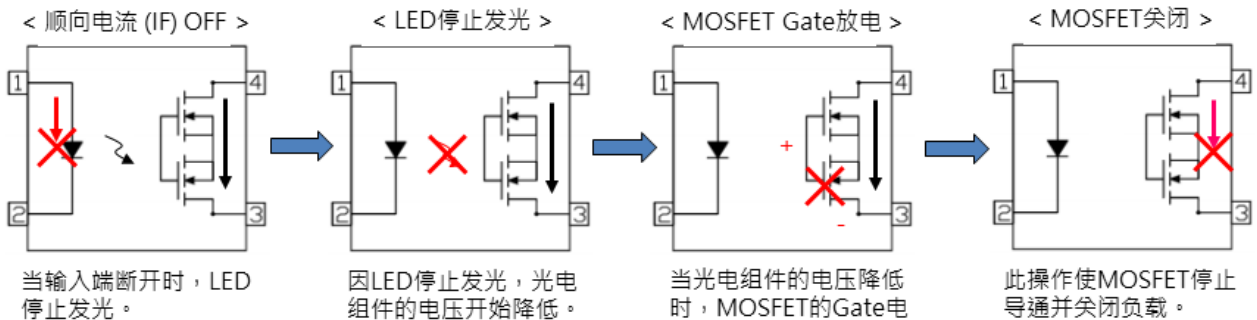 < 顺向电流 (IF) OFF >
< LED停止发光 >
< MOSFET Gate放电 >
< MOSFET关闭 >
1
4
1
4
1
4
1
4
+
2
3
2
3
2
3
2
3
-
当输入端断开时，LED
停止发光。
因LED停止发光，光电
组件的电压开始降低。
当光电组件的电压降低
时，MOSFET的Gate电
此操作使MOSFET停止
导通并关闭负载。